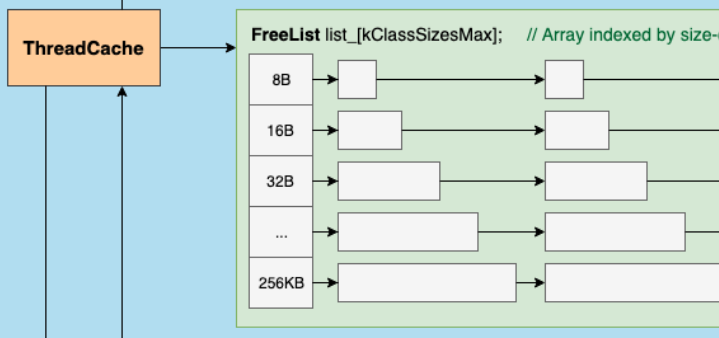 ThreadCache
FreeList list_[kClassSizesMax]; // Array indexed by size-
8B
16B
32B
...
256KB